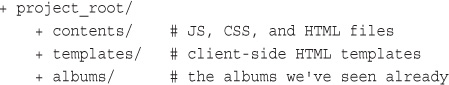 + project_root/
    + contents/    # JS, CSS, and HTML files
    + templates/   # client-side HTML templates
    + albums/      # the albums we've seen already